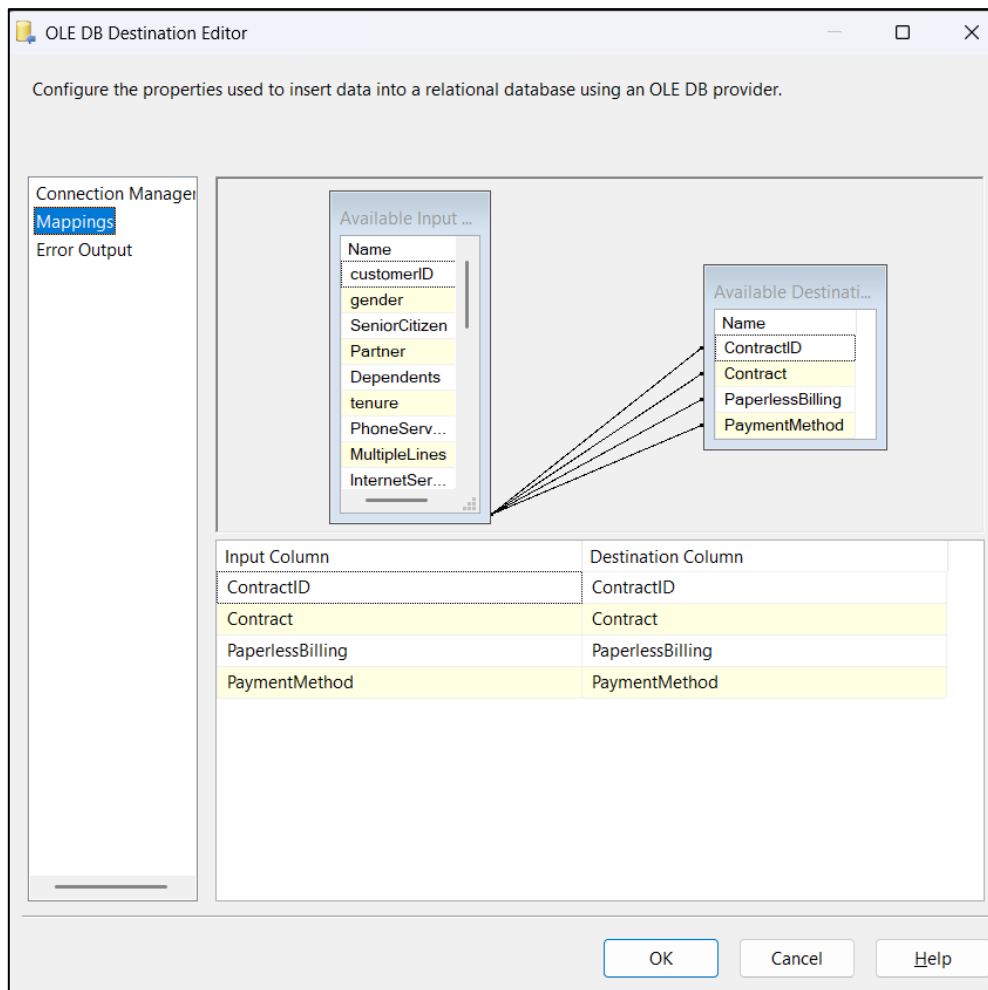 OLE DB Destination Editor
Configure the properties used to insert data into a relational database using an OLE DB provider.
Connection Manager
Mappings
Error Output
Available Input ...
Name
customerID
gender
SeniorCitizen
Partner
Dependents
tenure
PhoneServ...
MultipleLines
InternetSer...
Available Destinati...
Name
ContractID
Contract
PaperlessBilling
PaymentMethod
Input Column Destination Column
ContractID ContractID
Contract Contract
PaperlessBilling PaperlessBilling
PaymentMethod PaymentMethod
OK Cancel Help